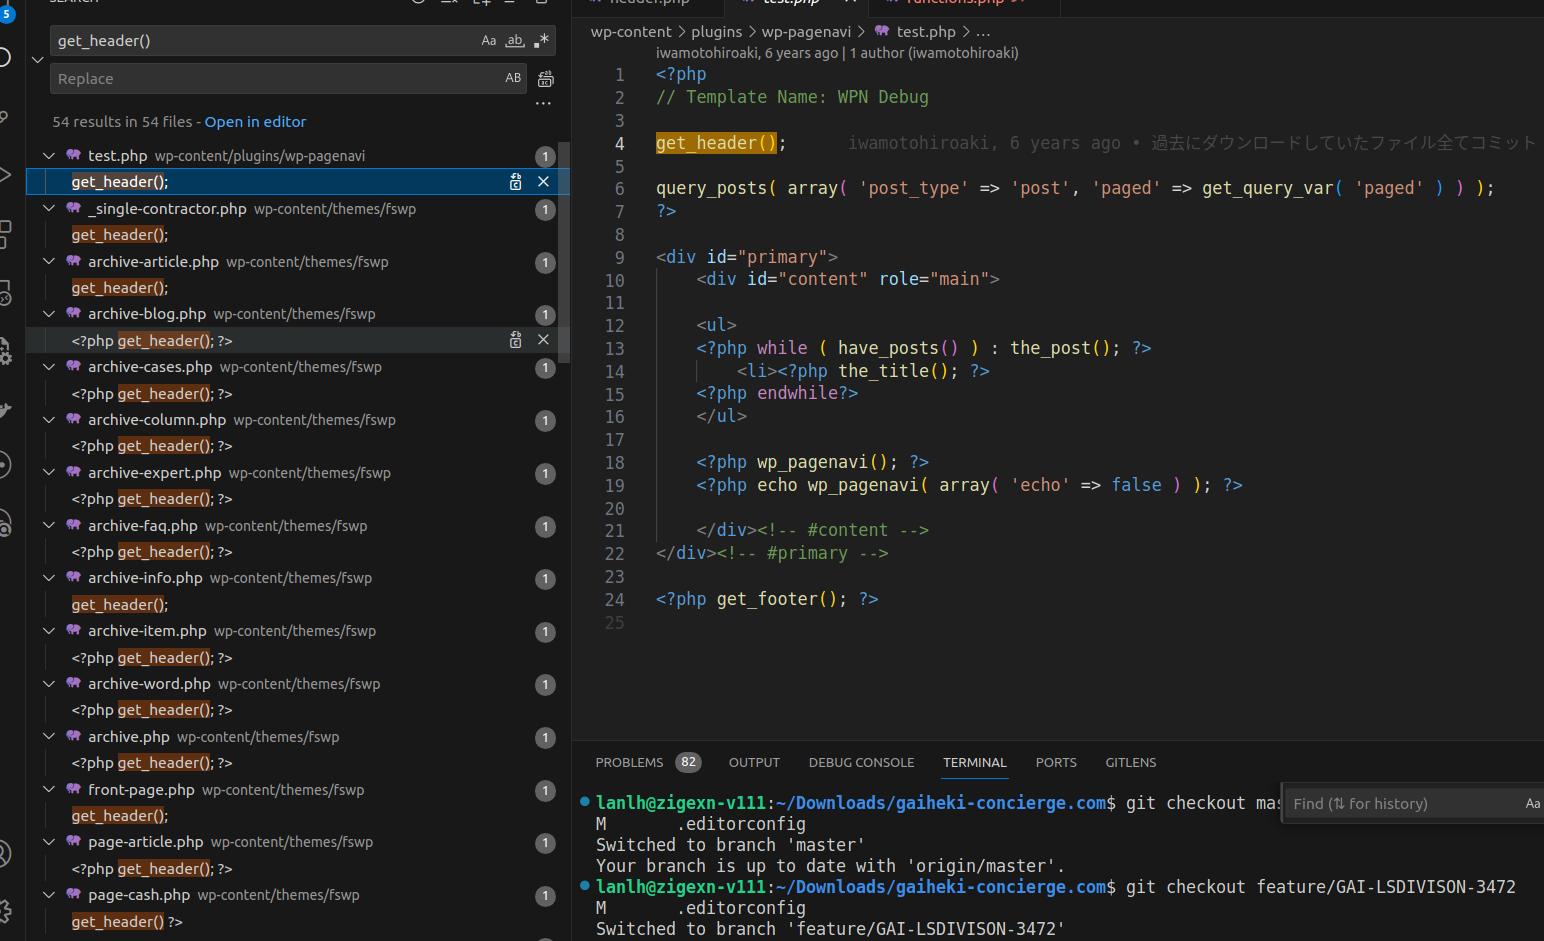 SEARCH
5
get_header()
Aa
ab
Replace
AB
...
54 results in 54 files - Open in editor
test.php wp-content/plugins/wp-pagenavi 1
get_header();
_single-contractor.php wp-content/themes/fswp 1
get_header();
archive-article.php wp-content/themes/fswp 1
get_header();
archive-blog.php wp-content/themes/fswp 1
<?php get_header(); ?>
archive-cases.php wp-content/themes/fswp 1
<?php get_header(); ?>
archive-column.php wp-content/themes/fswp 1
<?php get_header(); ?>
archive-expert.php wp-content/themes/fswp 1
<?php get_header(); ?>
archive-faq.php wp-content/themes/fswp 1
<?php get_header(); ?>
archive-info.php wp-content/themes/fswp 1
get_header();
archive-item.php wp-content/themes/fswp 1
<?php get_header(); ?>
archive-word.php wp-content/themes/fswp 1
<?php get_header(); ?>
archive.php wp-content/themes/fswp 1
<?php get_header(); ?>
front-page.php wp-content/themes/fswp 1
get_header();
page-article.php wp-content/themes/fswp 1
<?php get_header(); ?>
page-cash.php wp-content/themes/fswp 1
get_header() ?>
header.php test.php functions.php
wp-content > plugins > wp-pagenavi > test.php > ...
iwamotohiroaki, 6 years ago | 1 author (iwamotohiroaki)
1 <?php
2 // Template Name: WPN Debug
3
4 get_header(); iwamotohiroaki, 6 years ago • 過去にダウンロードしていたファイル全てコミット
5
6 query_posts( array( 'post_type' => 'post', 'paged' => get_query_var( 'paged' ) ) );
7 ?>
8
9 <div id="primary">
10 <div id="content" role="main">
11
12 <ul>
13 <?php while ( have_posts() ) : the_post(); ?>
14 <li><?php the_title(); ?>
15 <?php endwhile?>
16 </ul>
17
18 <?php wp_pagenavi(); ?>
19 <?php echo wp_pagenavi( array( 'echo' => false ) ); ?>
20
21 </div><!-- #content -->
22 </div><!-- #primary -->
23
24 <?php get_footer(); ?>
25
PROBLEMS 82 OUTPUT DEBUG CONSOLE TERMINAL PORTS GITLENS
Find (⇅ for history) Aa
lanlh@zigexn-v111:~/Downloads/gaiheki-concierge.com$ git checkout mas
M .editorconfig
Switched to branch 'master'
Your branch is up to date with 'origin/master'.
lanlh@zigexn-v111:~/Downloads/gaiheki-concierge.com$ git checkout feature/GAI-LSDIVISON-3472
M .editorconfig
Switched to branch 'feature/GAI-LSDIVISON-3472'